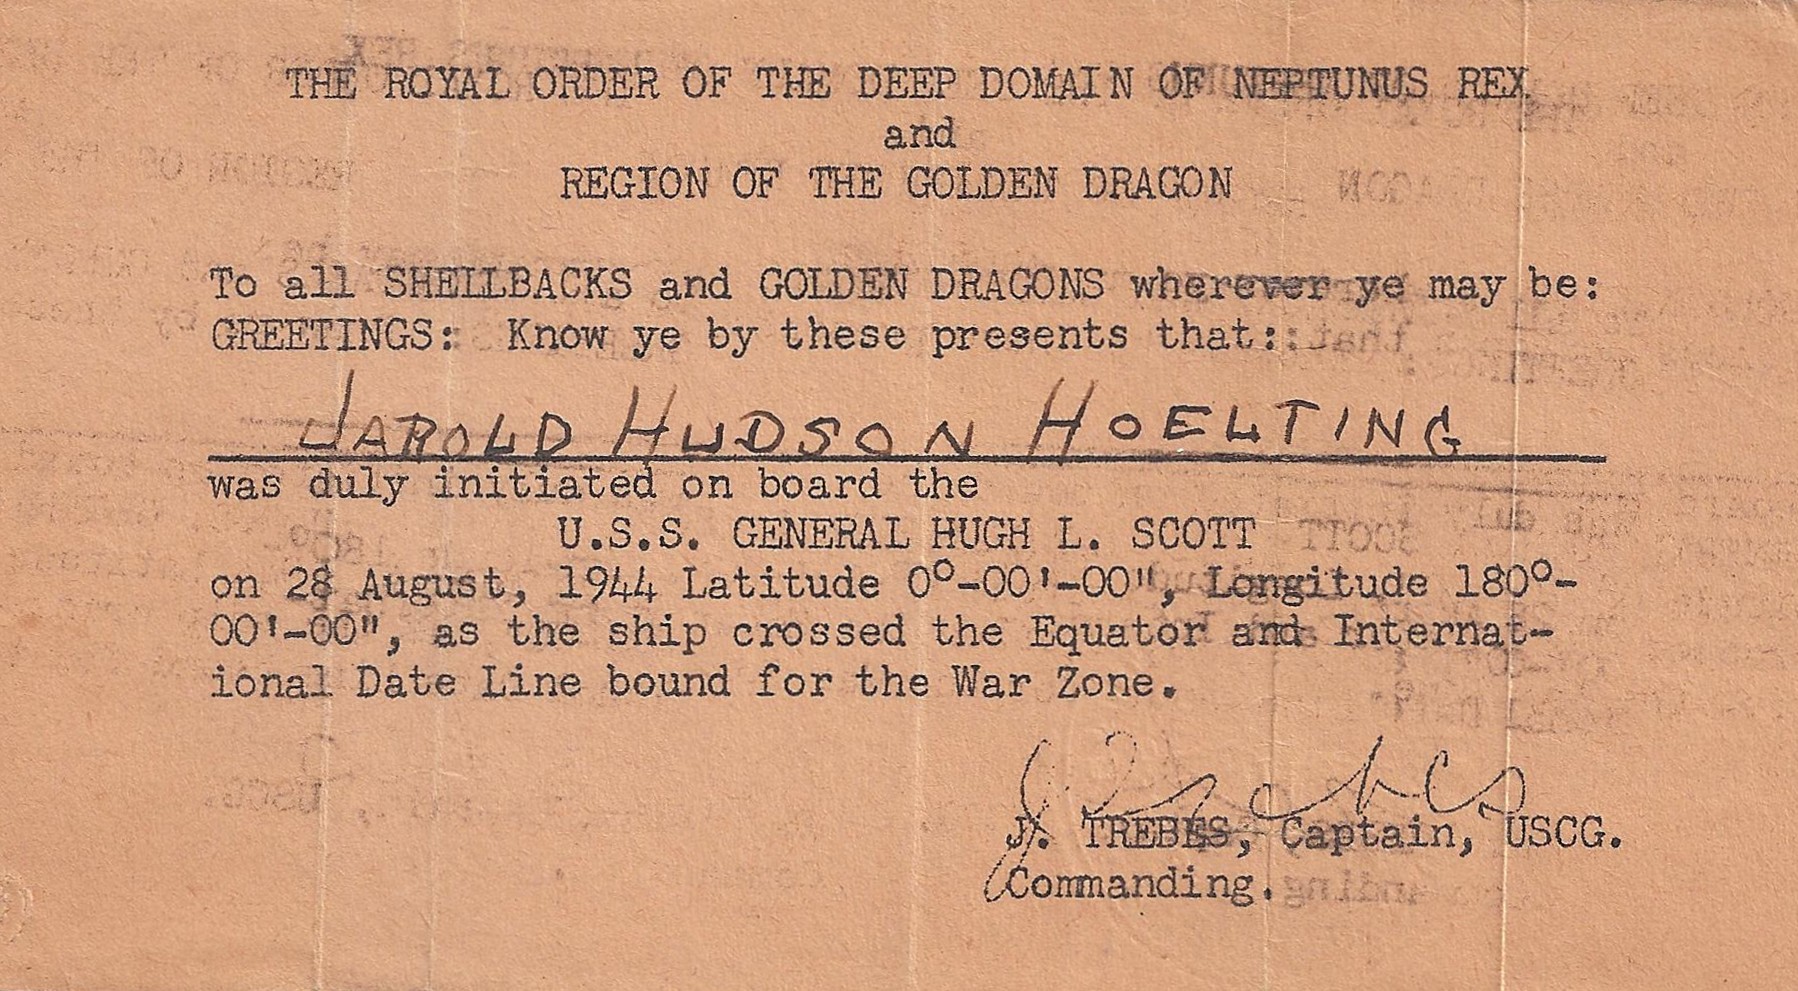 THE ROYAL ORDER OF THE DEEP DOMAIN OF NEPTUNUS REX
and
REGION OF THE GOLDEN DRAGON
To all SHELLBACKS and GOLDEN DRAGONS wherever ye may be:
GREETINGS: Know ye by these presents that:
JAROLD HUDSON HOELTING
was duly initiated on board the
U.S.S. GENERAL HUGH L. SCOTT
on 28 August, 1944 Latitude 0°-00'-00", Longitude 180°-
00'-00", as the ship crossed the Equator and Internat-
ional Date Line bound for the War Zone.
J. TREBES, Captain, USCG.
Commanding.